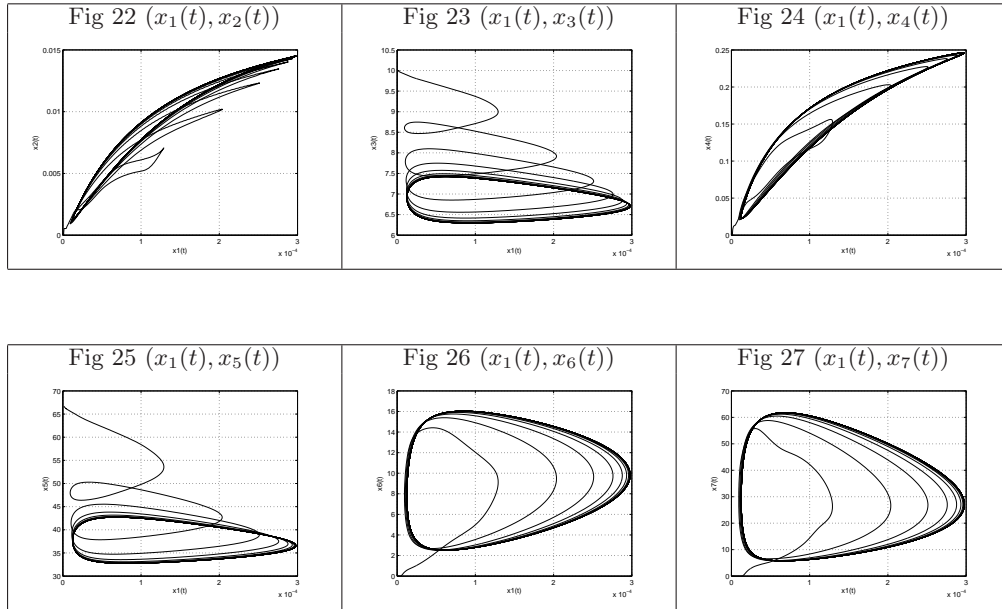 Fig 22 (x₁(t), x₂(t))
Fig 23 (x₁(t), x₃(t))
Fig 24 (x₁(t), x₄(t))
0.015
0.01
0.005
0
x2(t)
0 1 2 3
x1(t)
x 10⁻⁴
10.5
10
9.5
9
8.5
8
7.5
7
6.5
6
x3(t)
0 1 2 3
x1(t)
x 10⁻⁴
0.25
0.2
0.15
0.1
0.05
0
x4(t)
0 1 2 3
x1(t)
x 10⁻⁴
Fig 25 (x₁(t), x₅(t))
Fig 26 (x₁(t), x₆(t))
Fig 27 (x₁(t), x₇(t))
70
65
60
55
50
45
40
35
30
x5(t)
0 1 2 3
x1(t)
x 10⁻⁴
18
16
14
12
10
8
6
4
2
0
x6(t)
0 1 2 3
x1(t)
x 10⁻⁴
70
60
50
40
30
20
10
0
x7(t)
0 1 2 3
x1(t)
x 10⁻⁴